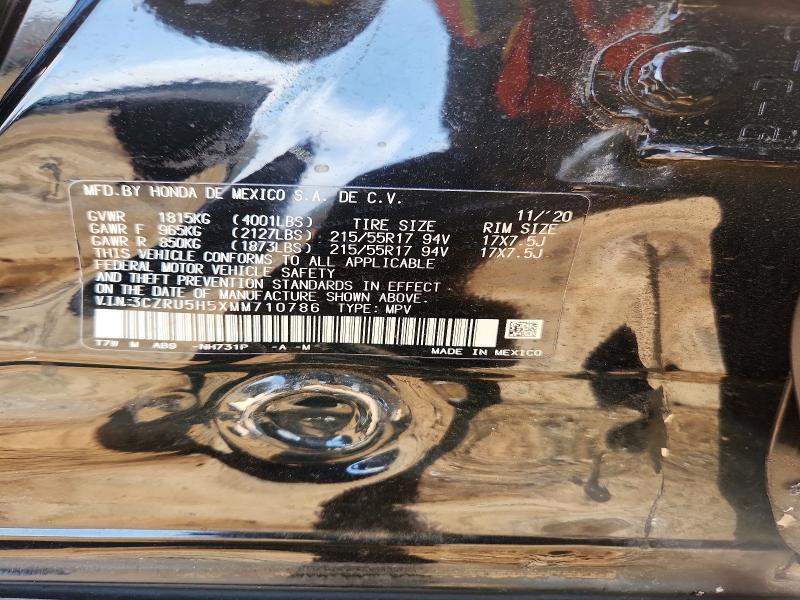 MFD. BY HONDA DE MEXICO S.A. DE C.V.
11/'20
GVWR 1815KG (4001LBS) TIRE SIZE RIM SIZE
GAWR F 965KG (2127LBS) 215/55R17 94V 17X7.5J
GAWR R 850KG (1873LBS) 215/55R17 94V 17X7.5J
THIS VEHICLE CONFORMS TO ALL APPLICABLE
FEDERAL MOTOR VEHICLE SAFETY
AND THEFT PREVENTION STANDARDS IN EFFECT
ON THE DATE OF MANUFACTURE SHOWN ABOVE.
V.I.N:3CZRU5H5XMM710786 TYPE: MPV
T7W M AB9 -NH731P -A -M MADE IN MEXICO